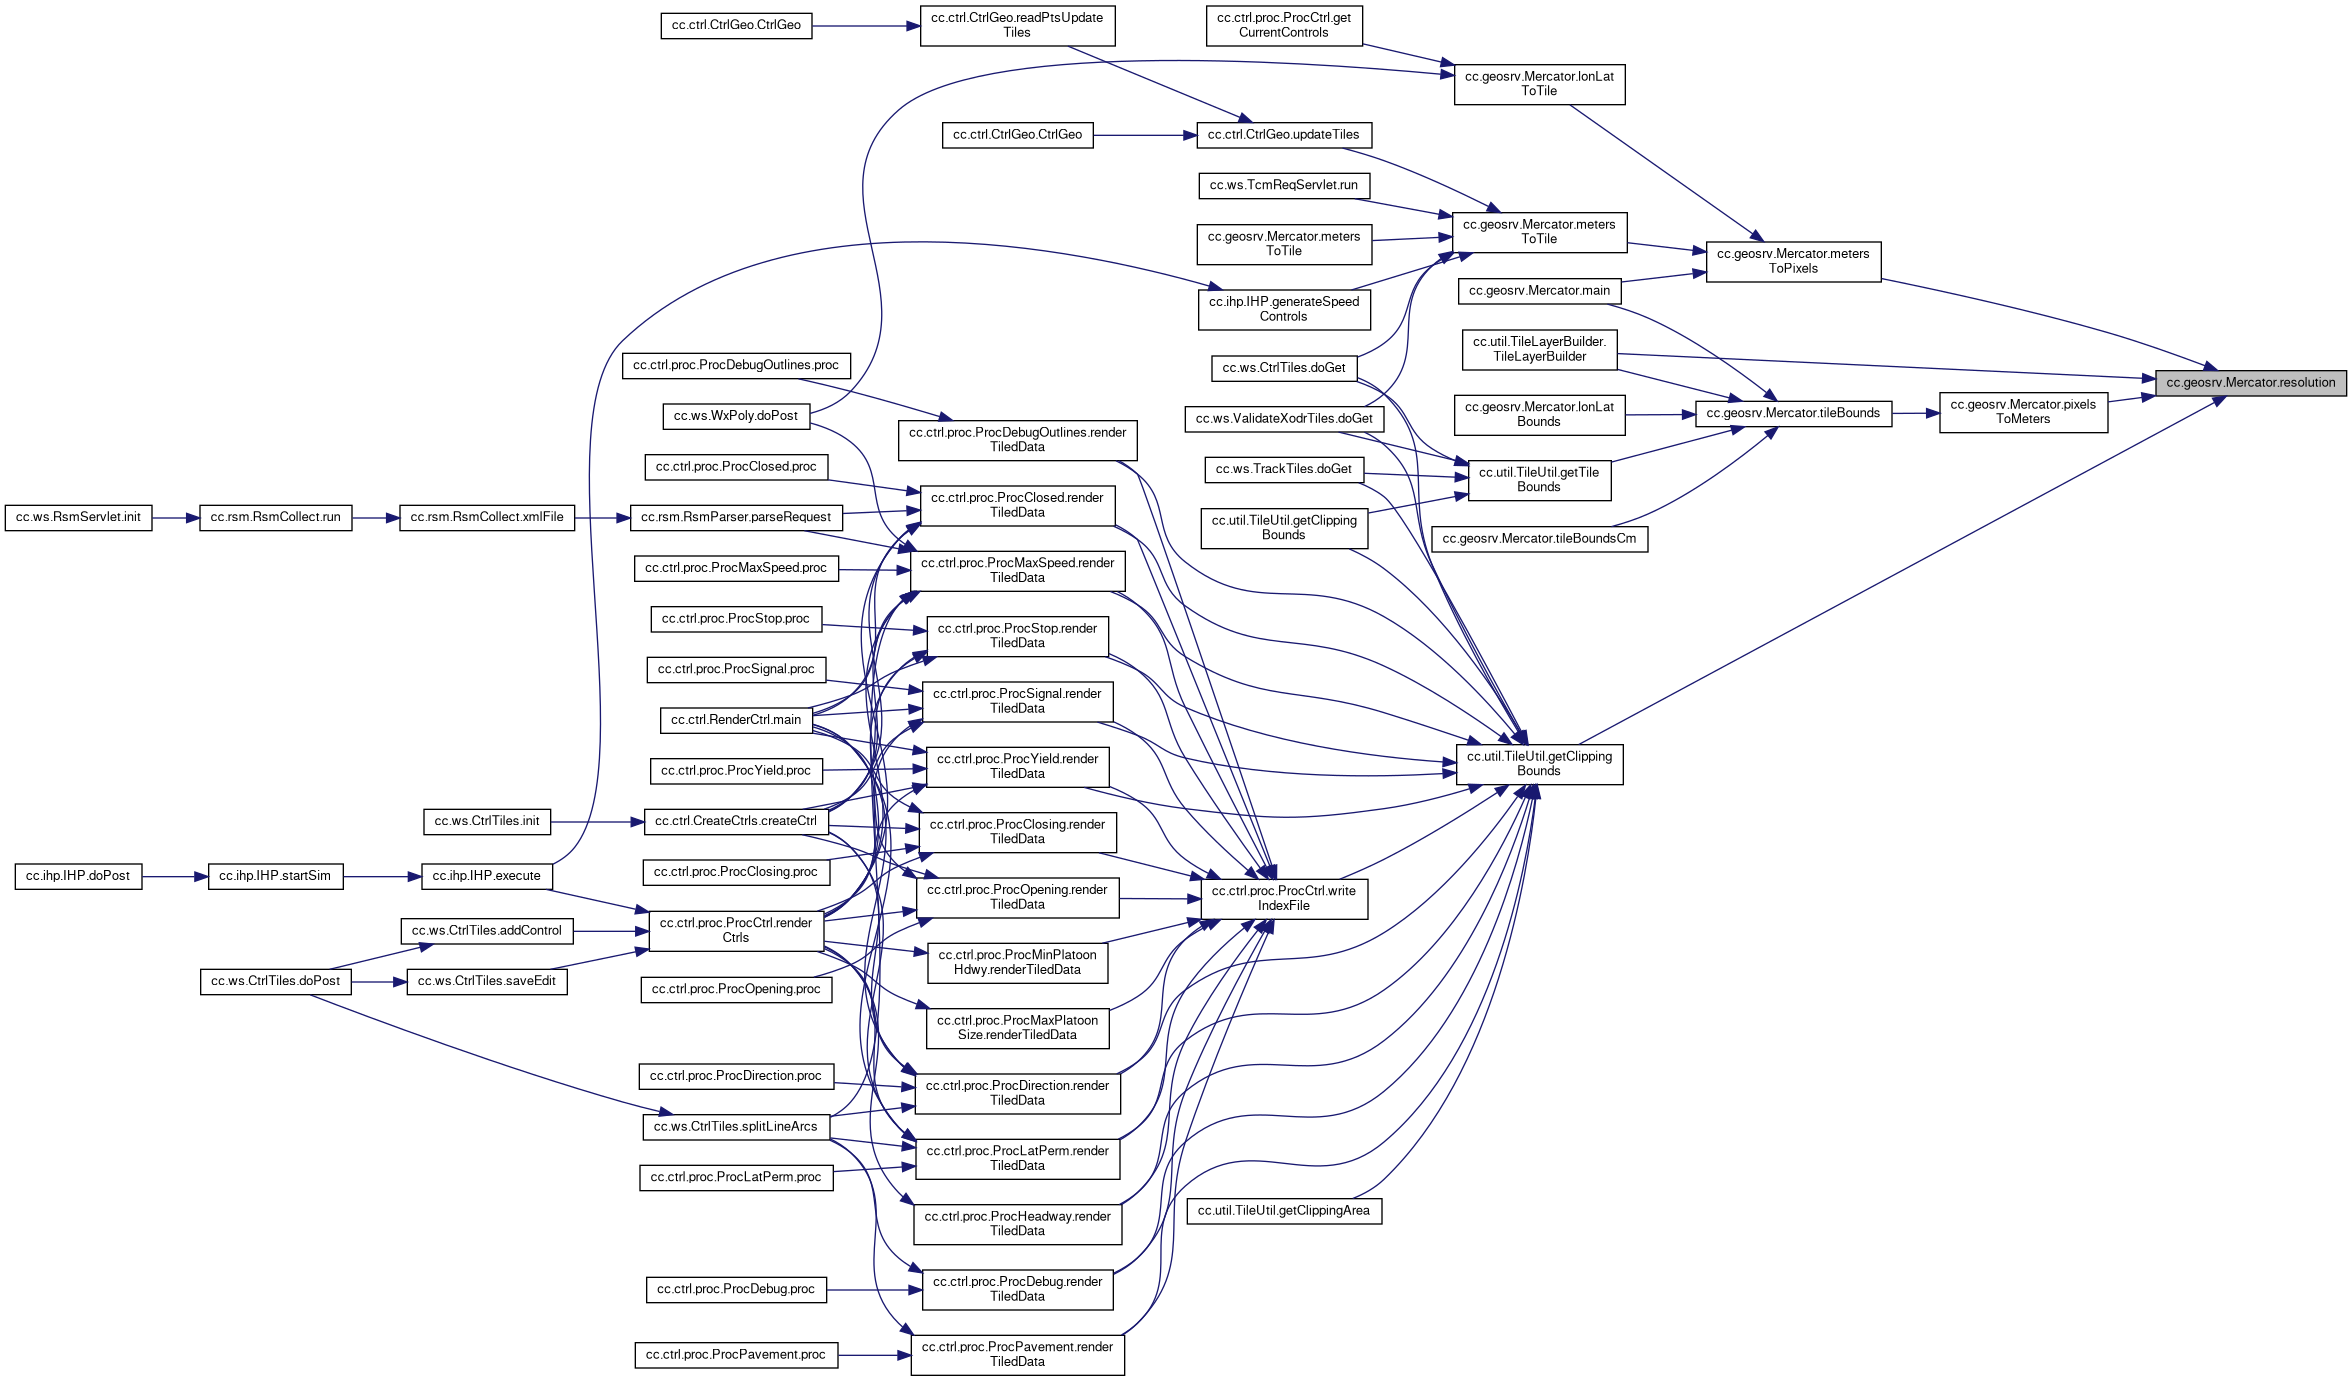 cc.ctrl.CtrlGeo.CtrlGeo
cc.ctrl.CtrlGeo.readPtsUpdate
Tiles
cc.ctrl.proc.ProcCtrl.get
CurrentControls
cc.geosrv.Mercator.lonLat
ToTile
cc.ctrl.CtrlGeo.CtrlGeo
cc.ctrl.CtrlGeo.updateTiles
cc.ws.TcmReqServlet.run
cc.geosrv.Mercator.meters
ToTile
cc.geosrv.Mercator.meters
ToTile
cc.geosrv.Mercator.meters
ToPixels
cc.geosrv.Mercator.main
cc.ihp.IHP.generateSpeed
Controls
cc.util.TileLayerBuilder.
TileLayerBuilder
cc.ctrl.proc.ProcDebugOutlines.proc
cc.ws.CtrlTiles.doGet
cc.geosrv.Mercator.resolution
cc.ws.WxPoly.doPost
cc.ws.ValidateXodrTiles.doGet
cc.geosrv.Mercator.lonLat
Bounds
cc.geosrv.Mercator.tileBounds
cc.geosrv.Mercator.pixels
ToMeters
cc.ctrl.proc.ProcDebugOutlines.render
TiledData
cc.ctrl.proc.ProcClosed.proc
cc.ws.TrackTiles.doGet
cc.util.TileUtil.getTile
Bounds
cc.ws.RsmServlet.init
cc.rsm.RsmCollect.run
cc.rsm.RsmCollect.xmlFile
cc.rsm.RsmParser.parseRequest
cc.ctrl.proc.ProcClosed.render
TiledData
cc.util.TileUtil.getClipping
Bounds
cc.geosrv.Mercator.tileBoundsCm
cc.ctrl.proc.ProcMaxSpeed.proc
cc.ctrl.proc.ProcMaxSpeed.render
TiledData
cc.ctrl.proc.ProcStop.proc
cc.ctrl.proc.ProcStop.render
TiledData
cc.ctrl.proc.ProcSignal.proc
cc.ctrl.proc.ProcSignal.render
TiledData
cc.ctrl.RenderCtrl.main
cc.ctrl.proc.ProcYield.proc
cc.ctrl.proc.ProcYield.render
TiledData
cc.util.TileUtil.getClipping
Bounds
cc.ws.CtrlTiles.init
cc.ctrl.CreateCtrls.createCtrl
cc.ctrl.proc.ProcClosing.render
TiledData
cc.ihp.IHP.doPost
cc.ihp.IHP.startSim
cc.ihp.IHP.execute
cc.ctrl.proc.ProcClosing.proc
cc.ctrl.proc.ProcOpening.render
TiledData
cc.ctrl.proc.ProcCtrl.write
IndexFile
cc.ws.CtrlTiles.addControl
cc.ctrl.proc.ProcCtrl.render
Ctrls
cc.ctrl.proc.ProcMinPlatoon
Hdwy.renderTiledData
cc.ws.CtrlTiles.doPost
cc.ws.CtrlTiles.saveEdit
cc.ctrl.proc.ProcOpening.proc
cc.ctrl.proc.ProcMaxPlatoon
Size.renderTiledData
cc.ctrl.proc.ProcDirection.proc
cc.ctrl.proc.ProcDirection.render
TiledData
cc.ws.CtrlTiles.splitLineArcs
cc.ctrl.proc.ProcLatPerm.render
TiledData
cc.ctrl.proc.ProcLatPerm.proc
cc.ctrl.proc.ProcHeadway.render
TiledData
cc.util.TileUtil.getClippingArea
cc.ctrl.proc.ProcDebug.proc
cc.ctrl.proc.ProcDebug.render
TiledData
cc.ctrl.proc.ProcPavement.proc
cc.ctrl.proc.ProcPavement.render
TiledData